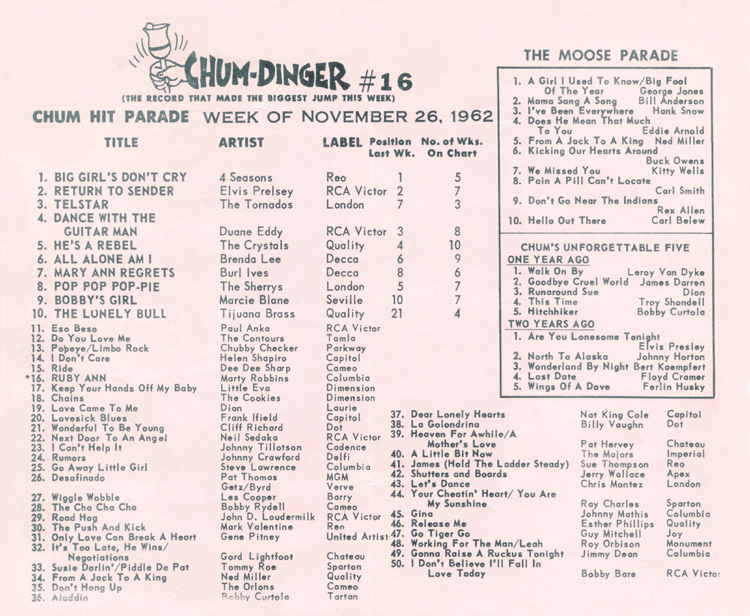 CHUM-DINGER #16
(THE RECORD THAT MADE THE BIGGEST JUMP THIS WEEK)
CHUM HIT PARADE WEEK OF NOVEMBER 26, 1962
TITLE ARTIST LABEL Position Last Wk. No. of Wks. On Chart
1. BIG GIRL'S DON'T CRY 4 Seasons Reo 1 5
2. RETURN TO SENDER Elvis Prelsey RCA Victor 2 7
3. TELSTAR The Tornados London 7 3
4. DANCE WITH THE
GUITAR MAN Duane Eddy RCA Victor 3 8
5. HE'S A REBEL The Crystals Quality 4 10
6. ALL ALONE AM I Brenda Lee Decca 6 9
7. MARY ANN REGRETS Burl Ives Decca 8 6
8. POP POP POP-PIE The Sherrys London 5 7
9. BOBBY'S GIRL Marcie Blane Seville 10 7
10. THE LONELY BULL Tijuana Brass Quality 21 4
11. Eso Beso Paul Anka RCA Victor
12. Do You Love Me The Contours Tamla
13. Popeye/Limbo Rock Chubby Checker Parkway
14. I Don't Care Helen Shapiro Capitol
15. Ride Dee Dee Sharp Cameo
*16. RUBY ANN Marty Robbins Columbia
17. Keep Your Hands Off My Baby Little Eva Dimension
18. Chains The Cookies Dimension
19. Love Came To Me Dion Laurie
20. Lovesick Blues Frank Ifield Capitol
21. Wonderful To Be Young Cliff Richard Dot
22. Next Door To An Angel Neil Sedaka RCA Victor
23. I Can't Help It Johnny Tillotson Cadence
24. Rumors Johnny Crawford Delfi
25. Go Away Little Girl Steve Lawrence Columbia
26. Desafinado Pat Thomas MGM
Getz/Byrd Verve
27. Wiggle Wobble Les Cooper Barry
28. The Cha Cha Cha Bobby Rydell Cameo
29. Road Hog John D. Loudermilk RCA Victor
30. The Push And Kick Mark Valentine Reo
31. Only Love Can Break A Heart Gene Pitney United Artist
32. It's Too Late, He Wins/
Negotiations Gord Lightfoot Chateau
33. Susie Darlin'/Piddle De Pat Tommy Roe Sparton
34. From A Jack To A King Ned Miller Quality
35. Don't Hang Up The Orlons Cameo
36. Aladdin Bobby Curtola Tartan
THE MOOSE PARADE
1. A Girl I Used To Know/Big Fool
Of The Year George Jones
2. Mama Sang A Song Bill Anderson
3. I've Been Everywhere Hank Snow
4. Does He Mean That Much
To You Eddie Arnold
5. From A Jack To A King Ned Miller
6. Kicking Our Hearts Around
Buck Owens
7. We Missed You Kitty Wells
8. Pain A Pill Can't Locate
Carl Smith
9. Don't Go Near The Indians
Rex Allen
10. Hello Out There Carl Belew
CHUM'S UNFORGETTABLE FIVE
ONE YEAR AGO
1. Walk On By Leroy Van Dyke
2. Goodbye Cruel World James Darren
3. Runaround Sue Dion
4. This Time Troy Shondell
5. Hitchhiker Bobby Curtola
TWO YEARS AGO
1. Are You Lonesome Tonight
Elvis Presley
2. North To Alaska Johnny Horton
3. Wonderland By Night Bert Kaempfert
4. Last Date Floyd Cramer
5. Wings Of A Dove Ferlin Husky
37. Dear Lonely Hearts Nat King Cole Capitol
38. La Golondrina Billy Vaughn Dot
39. Heaven For Awhile/A
Mother's Love Pat Hervey Chateau
40. A Little Bit Now The Majors Imperial
41. James (Hold The Ladder Steady) Sue Thompson Reo
42. Shutters and Boards Jerry Wallace Apex
43. Let's Dance Chris Montez London
44. Your Cheatin' Heart/ You Are
My Sunshine Ray Charles Sparton
45. Gina Johnny Mathis Columbia
46. Release Me Esther Phillips Quality
47. Go Tiger Go Guy Mitchell Joy
48. Working For The Man/Leah Roy Orbison Monument
49. Gonna Raise A Ruckus Tonight Jimmy Dean Columbia
50. I Don't Believe I'll Fall In
Love Today Bobby Bare RCA Victor